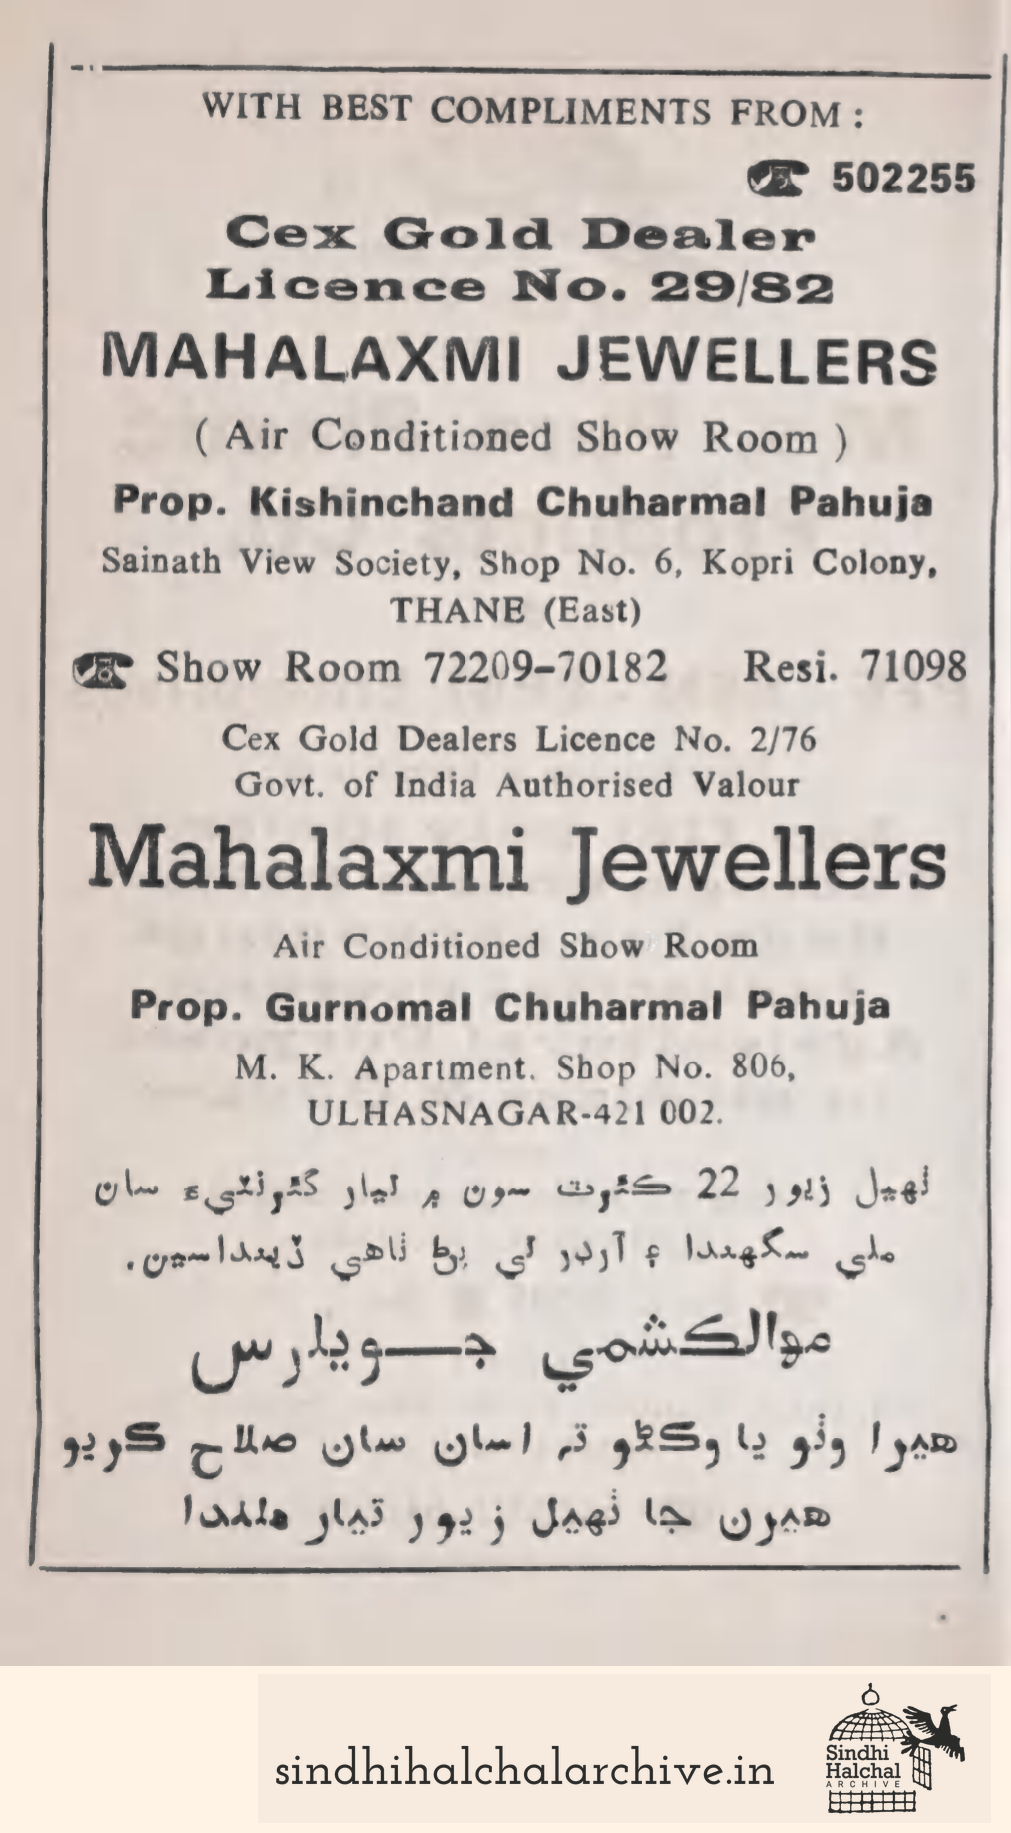 WITH BEST COMPLIMENTS FROM :
☎ 502255
Cex Gold Dealer
Licence No. 29/82
MAHALAXMI JEWELLERS
( Air Conditioned Show Room )
Prop. Kishinchand Chuharmal Pahuja
Sainath View Society, Shop No. 6, Kopri Colony,
THANE (East)
☎ Show Room 72209-70182 Resi. 71098
Cex Gold Dealers Licence No. 2/76
Govt. of India Authorised Valour
Mahalaxmi Jewellers
Air Conditioned Show Room
Prop. Gurnomal Chuharmal Pahuja
M. K. Apartment. Shop No. 806,
ULHASNAGAR-421 002.
ٺهيل زيور 22 سون ۾ تيار سان
ملي سگهندا ۽ آرڊر تي ٺاهي ڏينداسين.
جـــويلرس
هيرا وٺو يا وڪڻو ته اسان سان صلاح ڪريو
هيرن جا ٺهيل زيور تيار ملندا
sindhihalchalarchive.in
Sindhi
Halchal
ARCHIVE